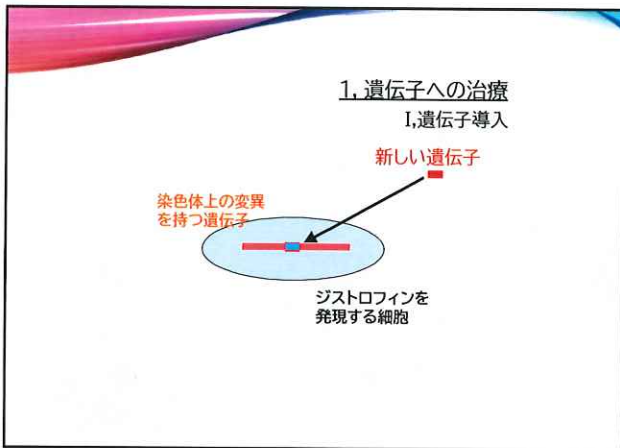 1, 遺伝子への治療
I,遺伝子導入
新しい遺伝子
染色体上の変異
を持つ遺伝子
ジストロフィンを
発現する細胞